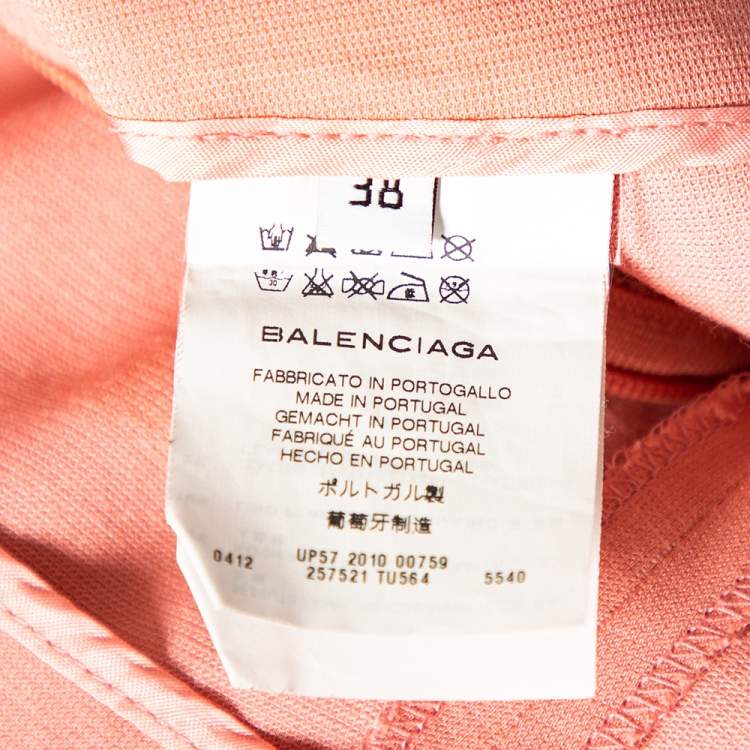 38
30
BALENCIAGA
FABBRICATO IN PORTOGALLO
MADE IN PORTUGAL
GEMACHT IN PORTUGAL
FABRIQUÉ AU PORTUGAL
HECHO EN PORTUGAL
ポルトガル製
葡萄牙制造
UP57 2010 00759
0412 257521 TU564 5540